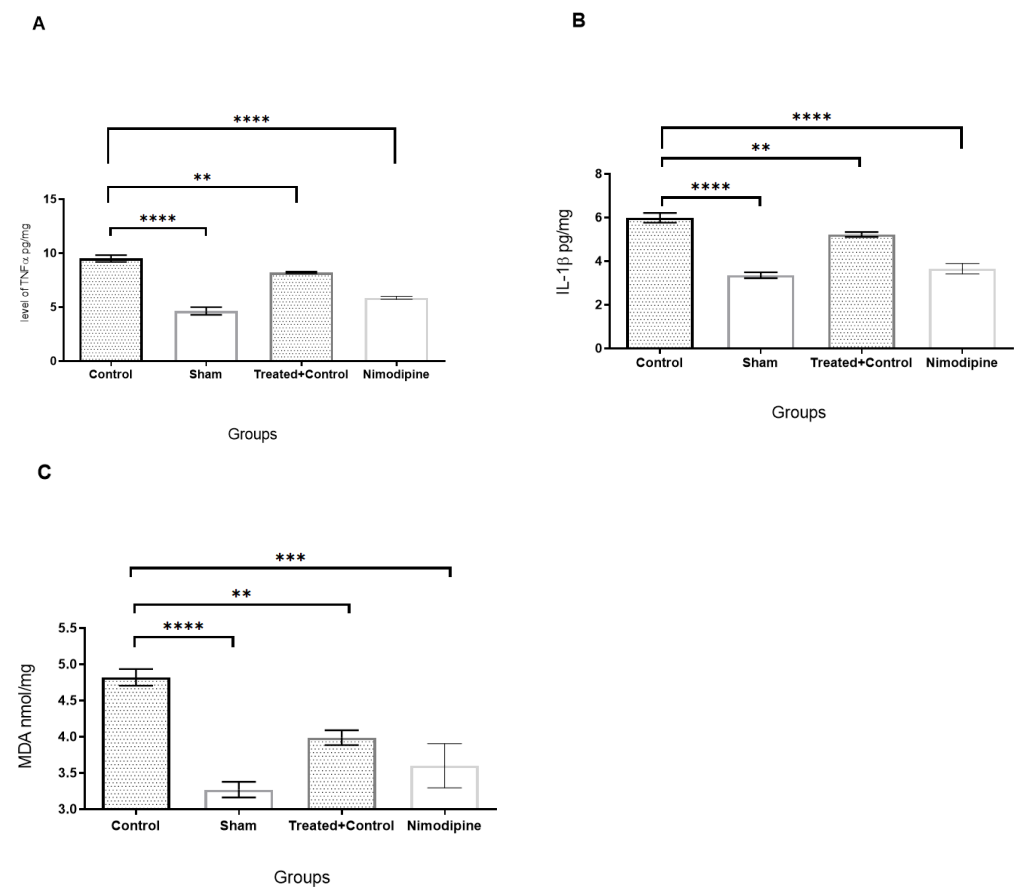 A
****
**
****
level of TNFα pg/mg
15
10
5
0
Control Sham Treated+Control Nimodipine
Groups
B
****
**
****
IL-1β pg/mg
8
6
4
2
0
Control Sham Treated+Control Nimodipine
Groups
C
***
**
****
MDA nmol/mg
5.5
5.0
4.5
4.0
3.5
3.0
Control Sham Treated+Control Nimodipine
Groups